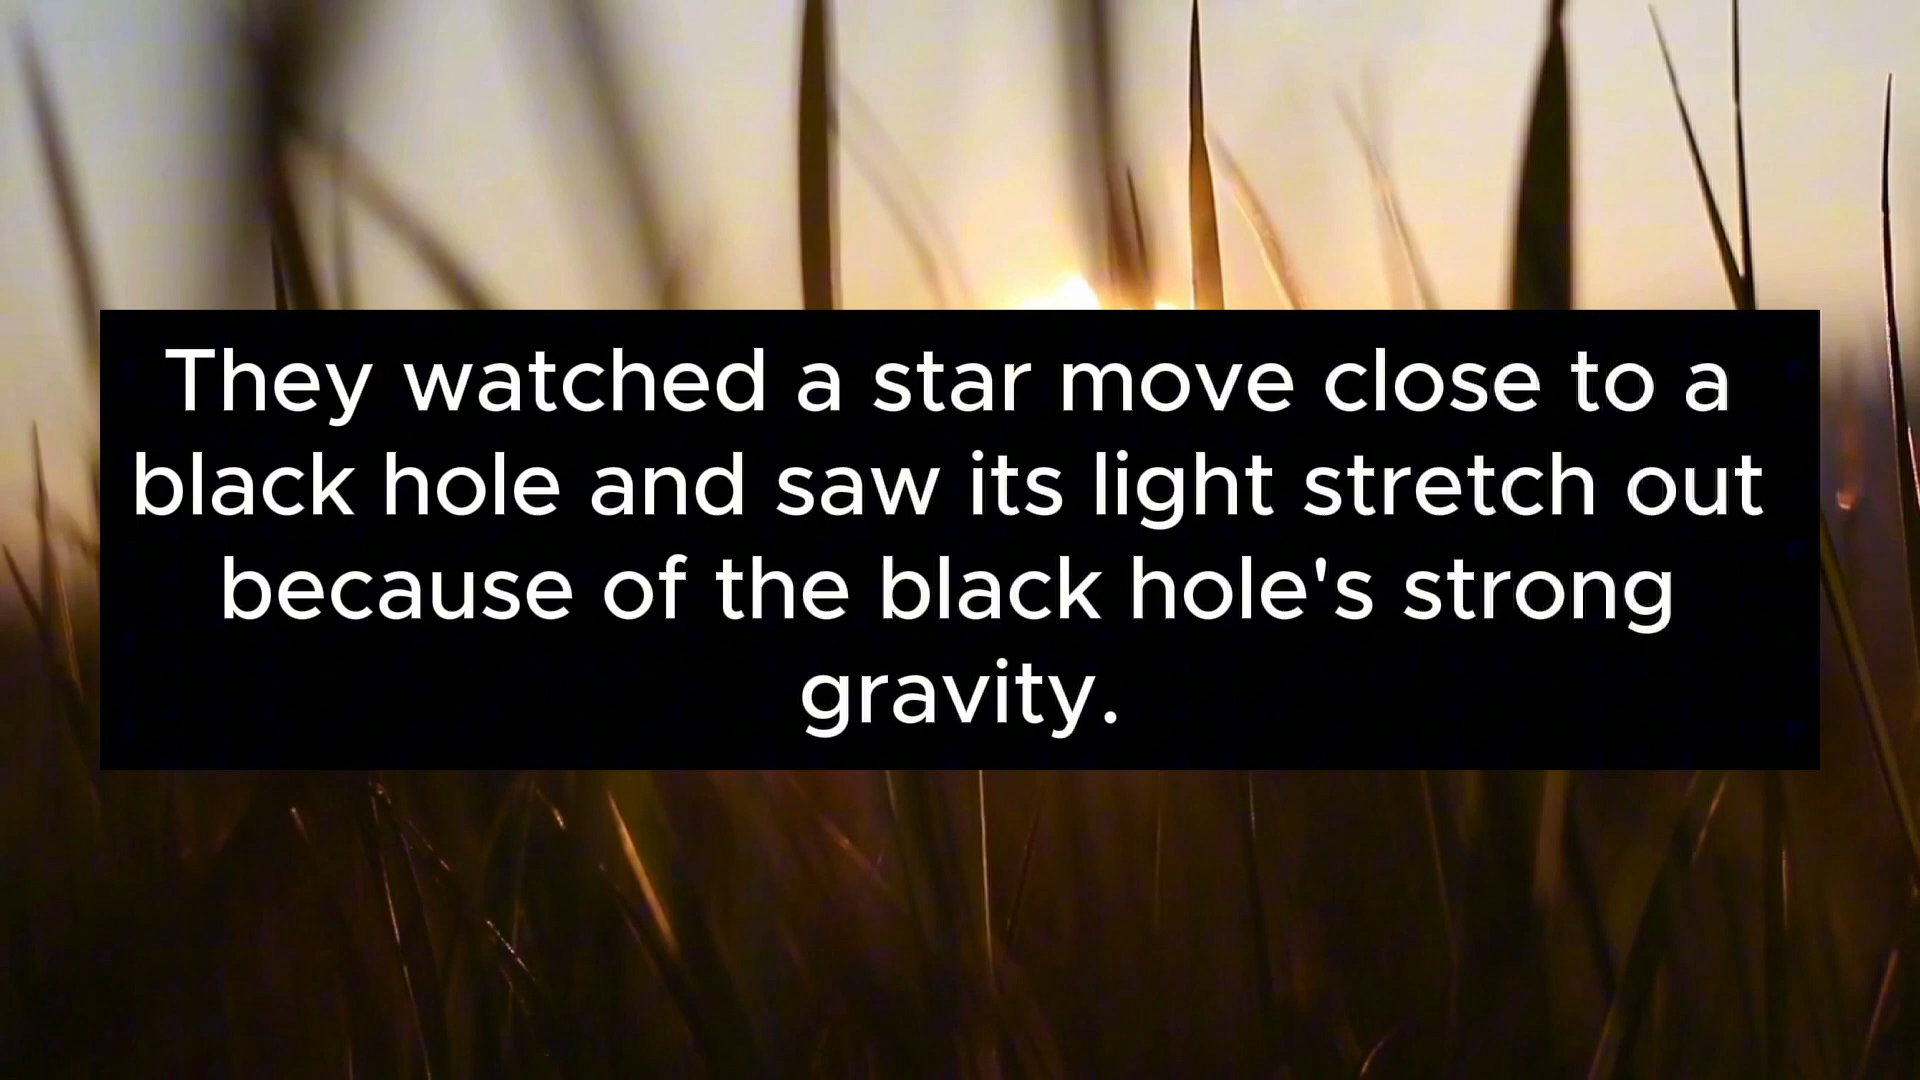 They watched a star move close to a
black hole and saw its light stretch out
because of the black hole's strong
gravity.